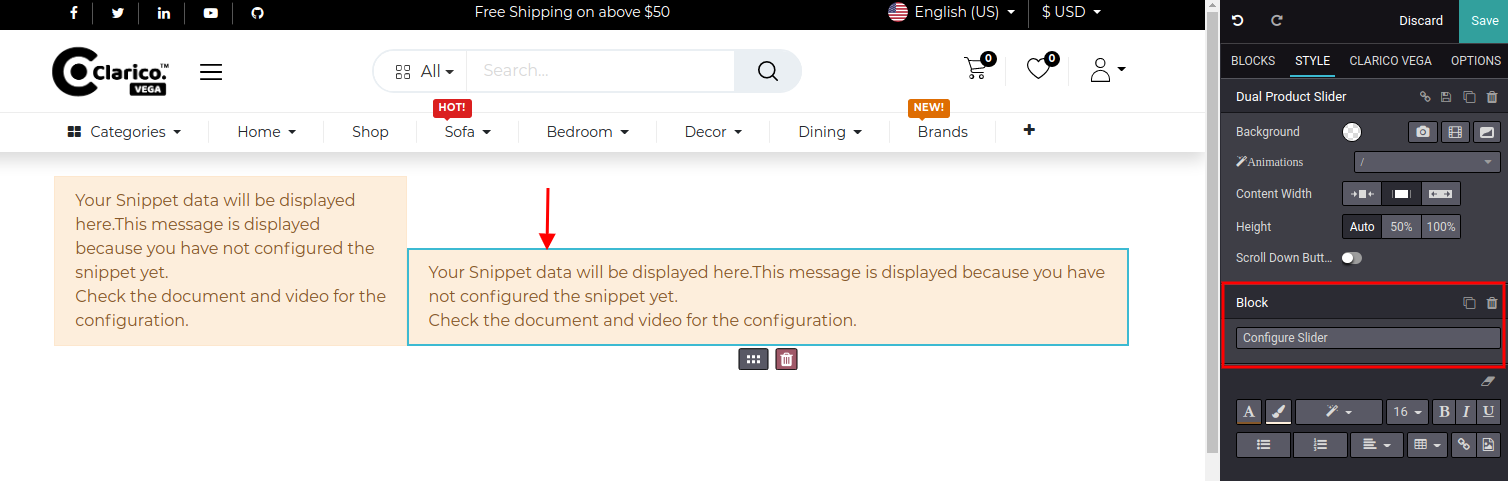 Free Shipping on above $50
English (US)
$ USD
Discard
Save
Clarico.™
VEGA
All
Search...
0
0
BLOCKS
STYLE
CLARICO VEGA
OPTIONS
Dual Product Slider
HOT!
NEW!
Categories
Home
Shop
Sofa
Bedroom
Decor
Dining
Brands
Background
Animations
/
Content Width
Height
Auto
50%
100%
Scroll Down Butt...
Your Snippet data will be displayed
here.This message is displayed
because you have not configured the
snippet yet.
Check the document and video for the
configuration.
Your Snippet data will be displayed here.This message is displayed because you have
not configured the snippet yet.
Check the document and video for the configuration.
Block
Configure Slider
A
16
B
I
U